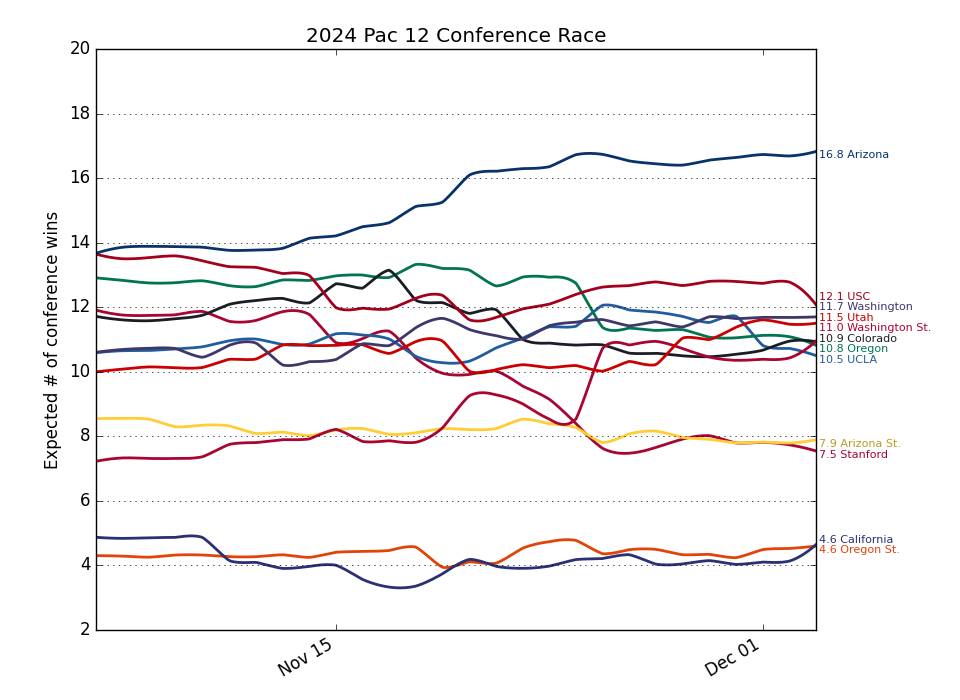 2024 Pac 12 Conference Race
Expected # of conference wins
20
18
16
14
12
10
8
6
4
2
Nov 15
Dec 01
16.8 Arizona
12.1 USC
11.7 Washington
11.5 Utah
11.0 Washington St.
10.9 Colorado
10.8 Oregon
10.5 UCLA
7.9 Arizona St.
7.5 Stanford
4.6 California
4.6 Oregon St.